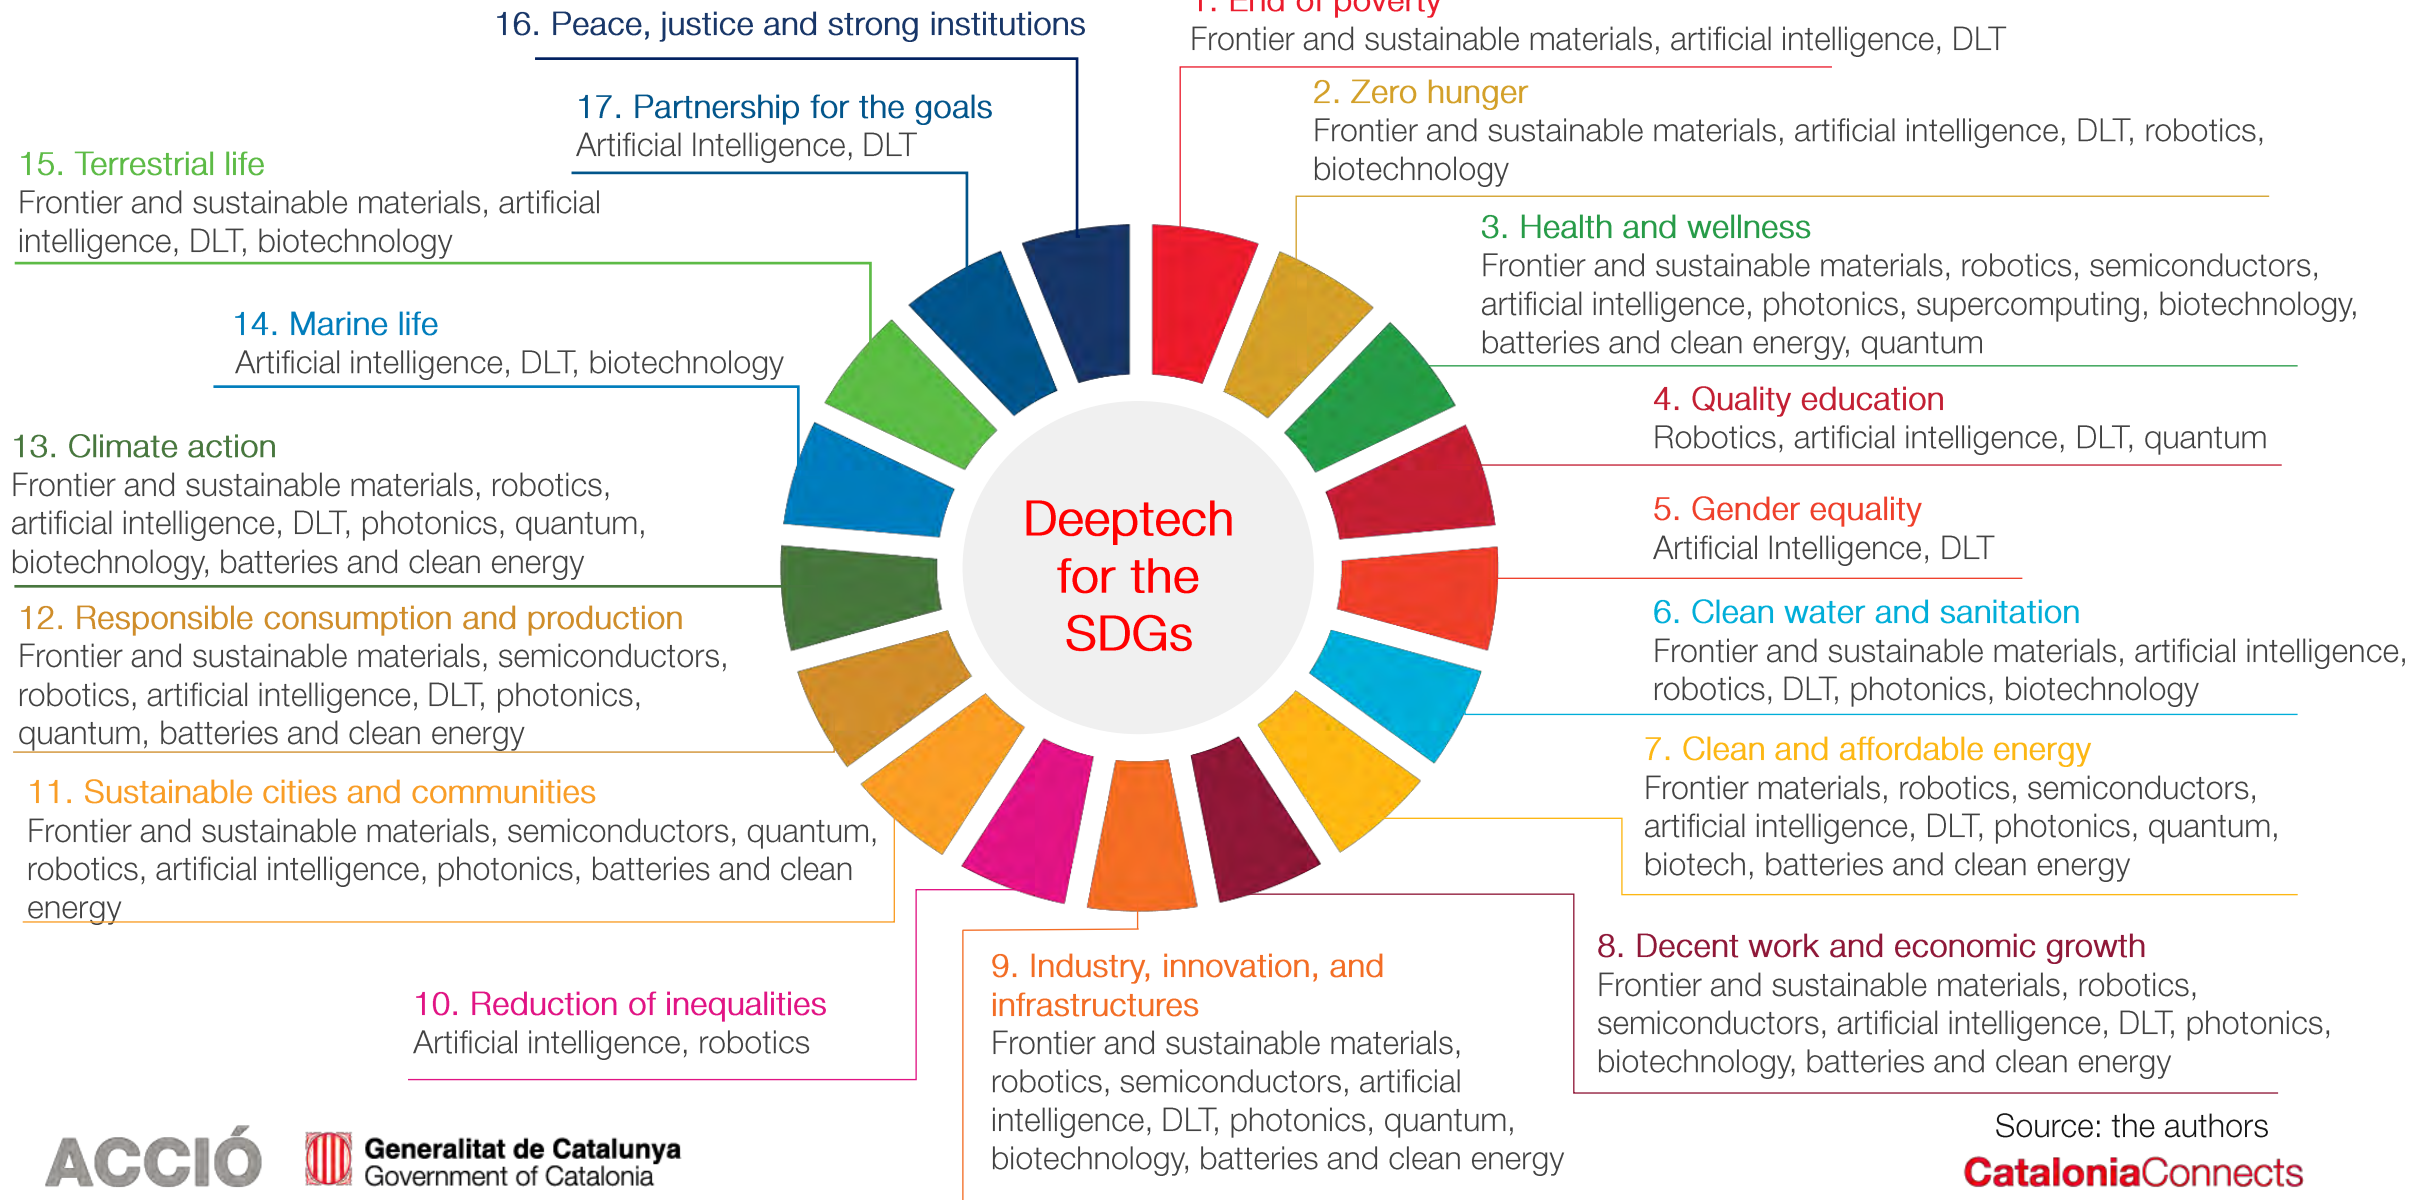 1. End of poverty
Frontier and sustainable materials, artificial intelligence, DLT
2. Zero hunger
Frontier and sustainable materials, artificial intelligence, DLT, robotics,
biotechnology
3. Health and wellness
Frontier and sustainable materials, robotics, semiconductors,
artificial intelligence, photonics, supercomputing, biotechnology,
batteries and clean energy, quantum
4. Quality education
Robotics, artificial intelligence, DLT, quantum
5. Gender equality
Artificial Intelligence, DLT
6. Clean water and sanitation
Frontier and sustainable materials, artificial intelligence,
robotics, DLT, photonics, biotechnology
7. Clean and affordable energy
Frontier materials, robotics, semiconductors,
artificial intelligence, DLT, photonics, quantum,
biotech, batteries and clean energy
8. Decent work and economic growth
Frontier and sustainable materials, robotics,
semiconductors, artificial intelligence, DLT, photonics,
biotechnology, batteries and clean energy
9. Industry, innovation, and
infrastructures
Frontier and sustainable materials,
robotics, semiconductors, artificial
intelligence, DLT, photonics, quantum,
biotechnology, batteries and clean energy
10. Reduction of inequalities
Artificial intelligence, robotics
11. Sustainable cities and communities
Frontier and sustainable materials, semiconductors, quantum,
robotics, artificial intelligence, photonics, batteries and clean
energy
12. Responsible consumption and production
Frontier and sustainable materials, semiconductors,
robotics, artificial intelligence, DLT, photonics,
quantum, batteries and clean energy
13. Climate action
Frontier and sustainable materials, robotics,
artificial intelligence, DLT, photonics, quantum,
biotechnology, batteries and clean energy
14. Marine life
Artificial intelligence, DLT, biotechnology
15. Terrestrial life
Frontier and sustainable materials, artificial
intelligence, DLT, biotechnology
16. Peace, justice and strong institutions
17. Partnership for the goals
Artificial Intelligence, DLT
Deeptech
for the
SDGs
ACCIÓ
Generalitat de Catalunya
Government of Catalonia
Source: the authors
CataloniaConnects